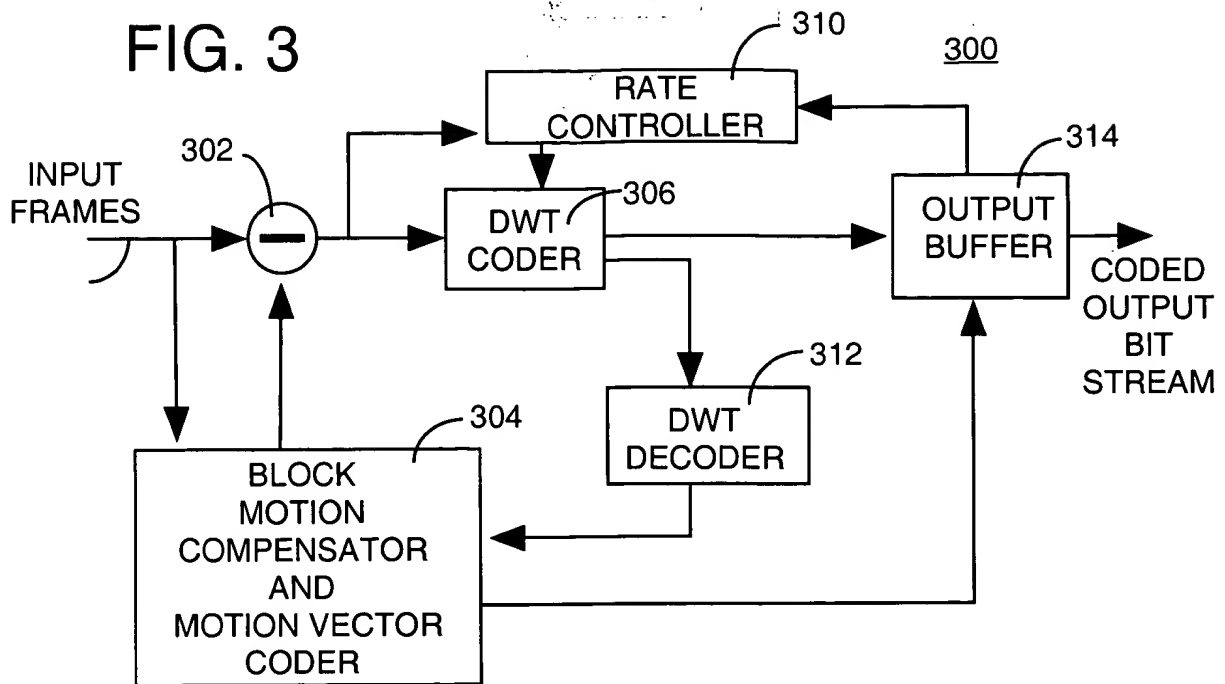 FIG. 3
310
300
RATE
CONTROLLER
302
314
INPUT
FRAMES
306
DWT
CODER
OUTPUT
BUFFER
CODED
OUTPUT
BIT
STREAM
312
DWT
DECODER
304
BLOCK
MOTION
COMPENSATOR
AND
MOTION VECTOR
CODER